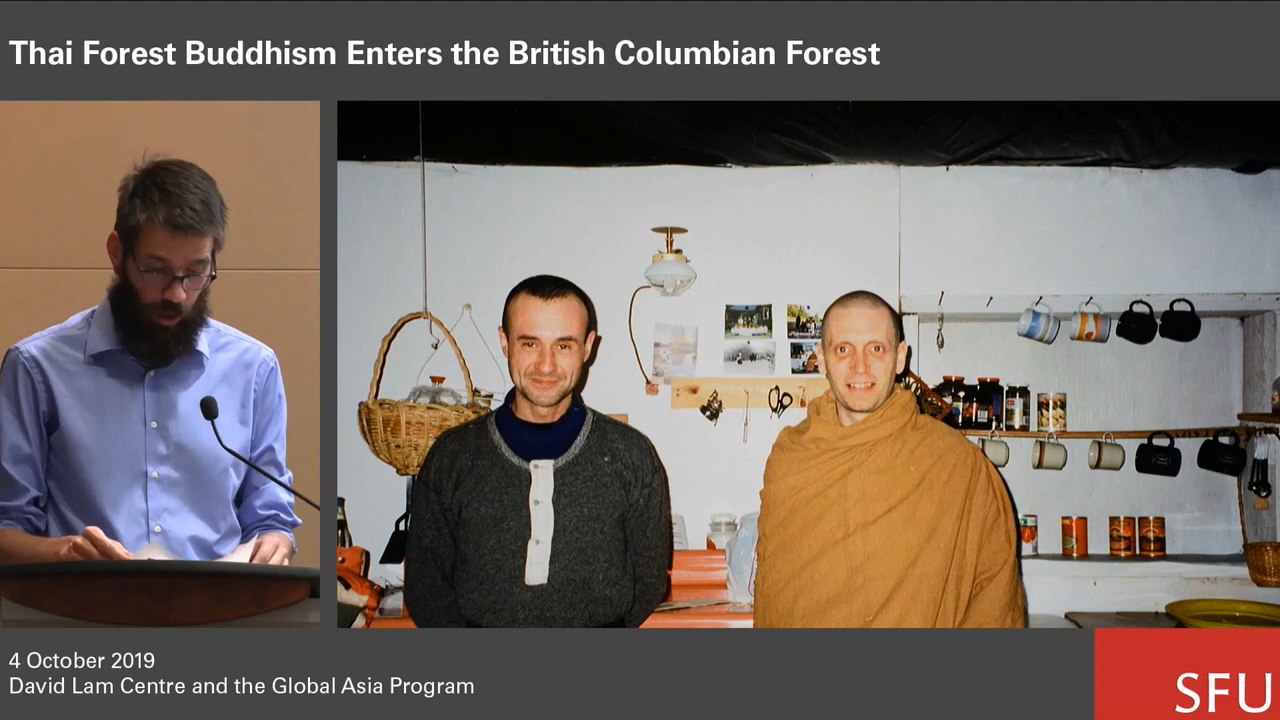 Thai Forest Buddhism Enters the British Columbian Forest
4 October 2019
David Lam Centre and the Global Asia Program
SFU